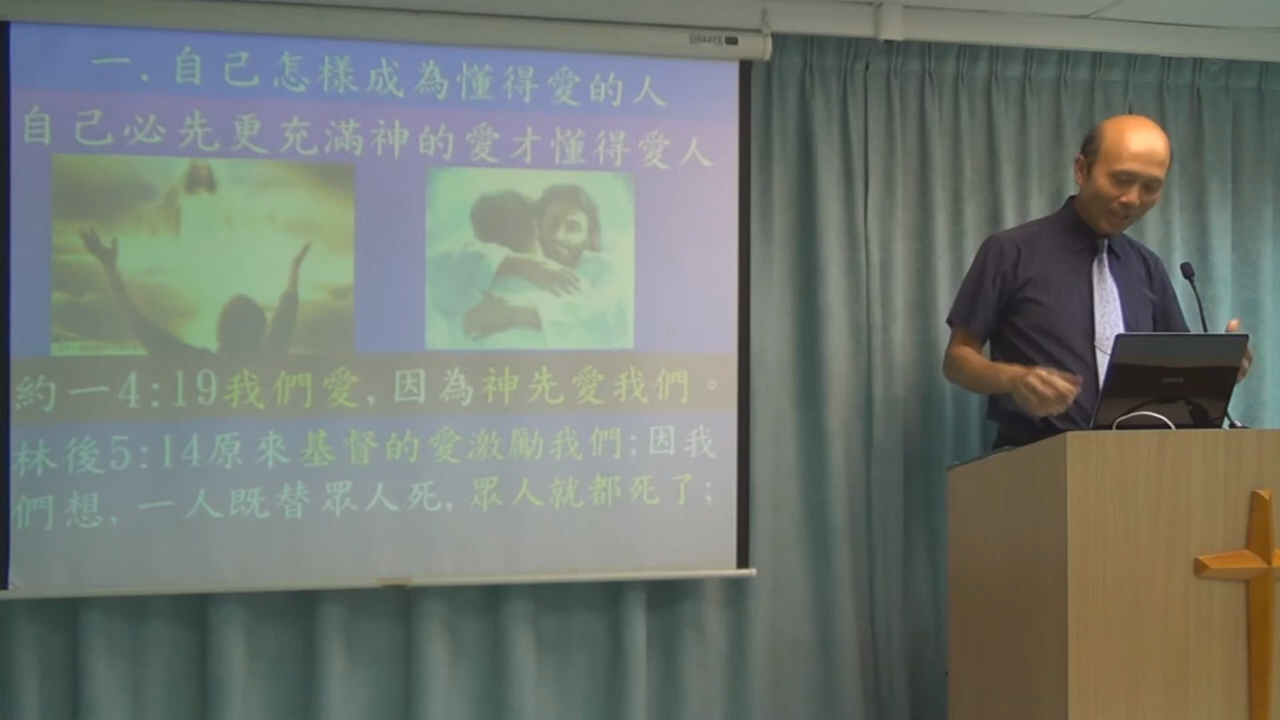 一.自己怎樣成為懂得愛的人
自己必先更充滿神的愛才懂得愛人
約一4:19我們愛,因為神先愛我們。
林後5:14原來基督的愛激勵我們;因我
們想,一人既替眾人死,眾人就都死了;